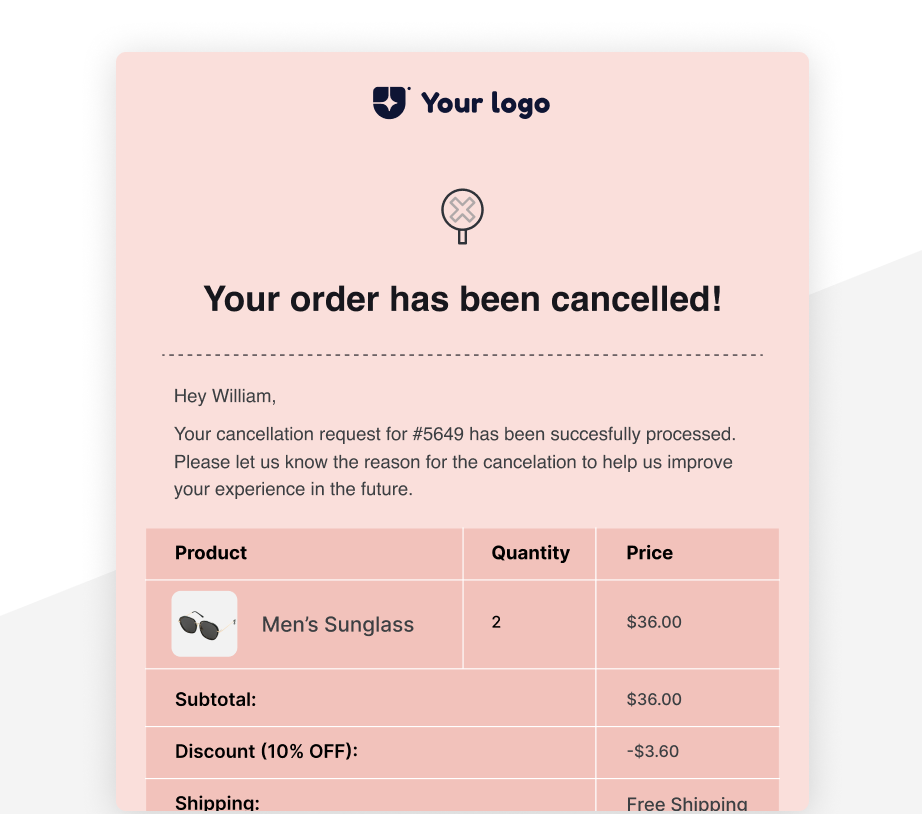 Your logo
Your order has been cancelled!
Hey William,
Your cancellation request for #5649 has been succesfully processed.
Please let us know the reason for the cancelation to help us improve
your experience in the future.
Product Quantity Price
Men’s Sunglass 2 $36.00
Subtotal: $36.00
Discount (10% OFF): -$3.60
Shipping: Free Shipping